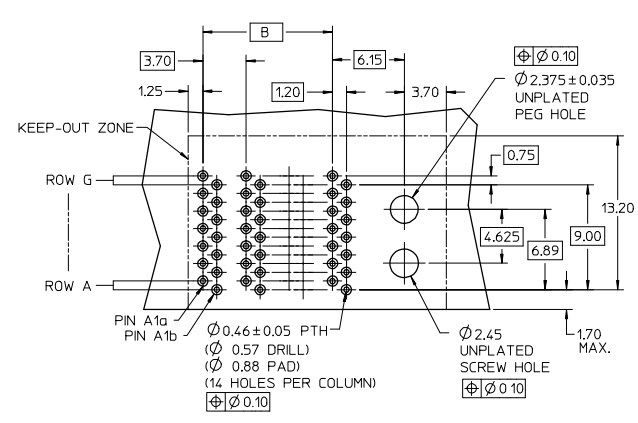 B
3.70
6.15
⌖ Ø 0.10
1.25
1.20
3.70
Ø 2.375±0.035
UNPLATED
PEG HOLE
KEEP-OUT ZONE
0.75
ROW G
13.20
4.625
6.89
9.00
ROW A
PIN A1a
PIN A1b
Ø 0.46±0.05 PTH
(Ø 0.57 DRILL)
(Ø 0.88 PAD)
(14 HOLES PER COLUMN)
⌖ Ø 0.10
Ø 2.45
UNPLATED
SCREW HOLE
⌖ Ø 0 10
1.70
MAX.